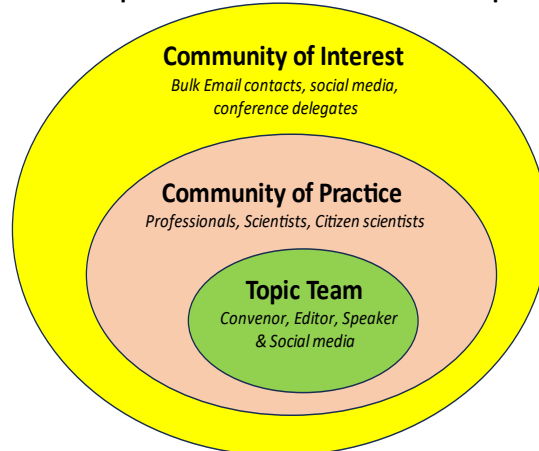 Community of Interest
Bulk Email contacts, social media,
conference delegates
Community of Practice
Professionals, Scientists, Citizen scientists
Topic Team
Convenor, Editor, Speaker
& Social media